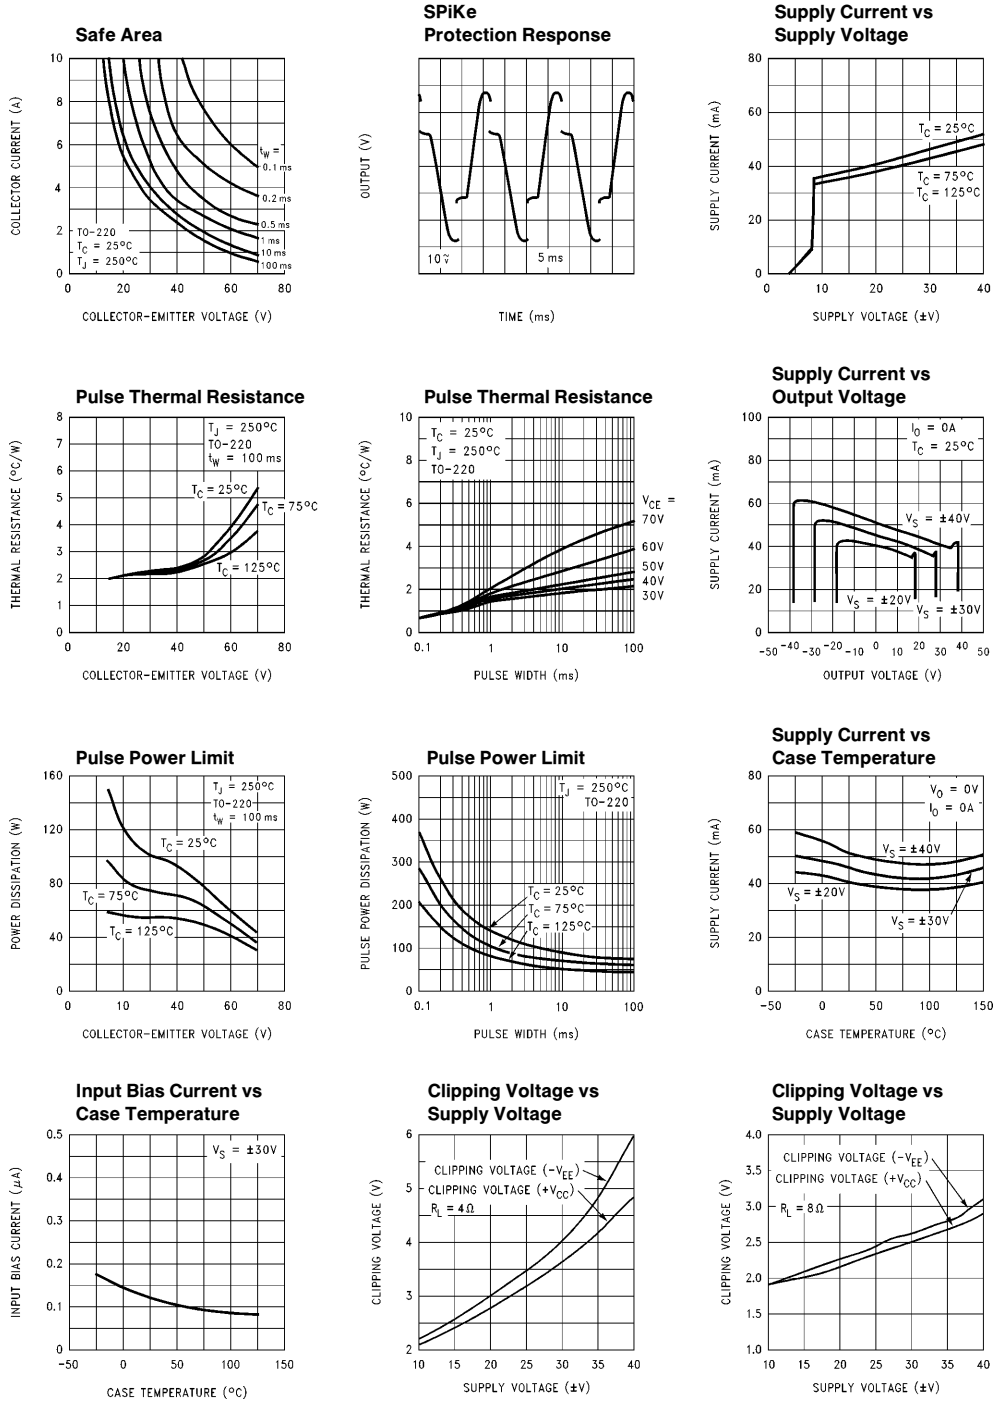 Safe Area
10
8
6
4
2
0
COLLECTOR CURRENT (A)
tW =
0.1 ms
0.2 ms
0.5 ms
1 ms
10 ms
100 ms
TO-220
TC = 25°C
TJ = 250°C
0 20 40 60 80
COLLECTOR-EMITTER VOLTAGE (V)
SPiKe
Protection Response
OUTPUT (V)
10 V~
5 ms
TIME (ms)
Supply Current vs
Supply Voltage
80
60
40
20
0
SUPPLY CURRENT (mA)
TC = 25°C
TC = 75°C
TC = 125°C
0 10 20 30 40
SUPPLY VOLTAGE (±V)
Pulse Thermal Resistance
8
7
6
5
4
3
2
1
0
THERMAL RESISTANCE (°C/W)
TJ = 250°C
TO-220
tW = 100 ms
TC = 25°C
TC = 75°C
TC = 125°C
0 20 40 60 80
COLLECTOR-EMITTER VOLTAGE (V)
Pulse Thermal Resistance
10
8
6
4
2
0
THERMAL RESISTANCE (°C/W)
TC = 25°C
TJ = 250°C
TO-220
VCE =
70V
60V
50V
40V
30V
0.1 1 10 100
PULSE WIDTH (ms)
Supply Current vs
Output Voltage
100
80
60
40
20
0
SUPPLY CURRENT (mA)
IO = 0A
TC = 25°C
VS = ±40V
VS = ±20V
VS = ±30V
-50 -40 -30 -20 -10 0 10 20 30 40 50
OUTPUT VOLTAGE (V)
Pulse Power Limit
160
120
80
40
0
POWER DISSIPATION (W)
TJ = 250°C
TO-220
tW = 100 ms
TC = 25°C
TC = 75°C
TC = 125°C
0 10 40 60 80
COLLECTOR-EMITTER VOLTAGE (V)
Pulse Power Limit
500
400
300
200
100
0
PULSE POWER DISSIPATION (W)
TJ = 250°C
TO-220
TC = 25°C
TC = 75°C
TC = 125°C
0.1 1 10 100
PULSE WIDTH (ms)
Supply Current vs
Case Temperature
80
60
40
20
0
SUPPLY CURRENT (mA)
VO = 0V
IO = 0A
VS = ±40V
VS = ±20V
VS = ±30V
-50 0 50 100 150
CASE TEMPERATURE (°C)
Input Bias Current vs
Case Temperature
0.5
0.4
0.3
0.2
0.1
0
INPUT BIAS CURRENT (μA)
VS = ±30V
-50 0 50 100 150
CASE TEMPERATURE (°C)
Clipping Voltage vs
Supply Voltage
6
5
4
3
2
CLIPPING VOLTAGE (V)
CLIPPING VOLTAGE (-VEE)
CLIPPING VOLTAGE (+VCC)
RL = 4Ω
10 15 20 25 30 35 40
SUPPLY VOLTAGE (±V)
Clipping Voltage vs
Supply Voltage
4.0
3.5
3.0
2.5
2.0
1.5
1.0
CLIPPING VOLTAGE (V)
CLIPPING VOLTAGE (-VEE)
CLIPPING VOLTAGE (+VCC)
RL = 8Ω
10 15 20 25 30 35 40
SUPPLY VOLTAGE (±V)